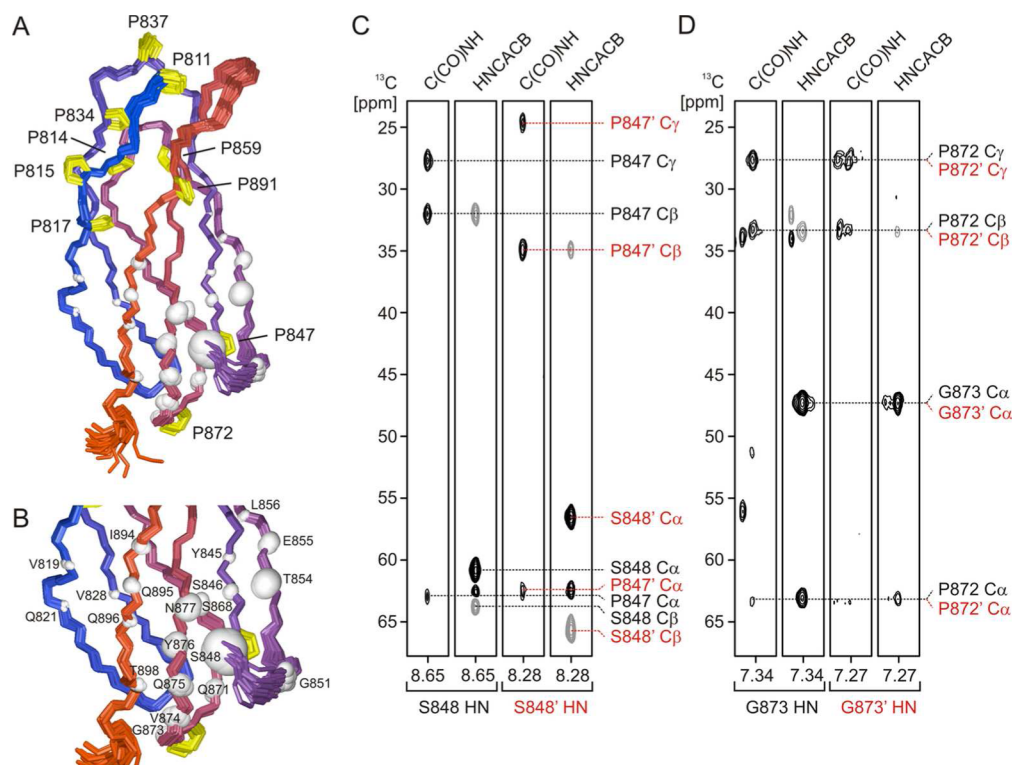 A
P837
P811
P834
P814
P859
P815
P891
P817
P847
P872
B
L856
I894
Y845
E855
V819
V828
Q895
S846
T854
Q821
Q896
N877
S868
Y876
S848
T898
Q875
Q871
G851
V874
G873
C
C(CO)NH
HNCACB
C(CO)NH
HNCACB
13C
[ppm]
25
30
35
40
45
50
55
60
65
P847' Cγ
P847 Cγ
P847 Cβ
P847' Cβ
S848' Cα
S848 Cα
P847' Cα
P847 Cα
S848 Cβ
S848' Cβ
8.65 8.65 8.28 8.28
S848 HN S848' HN
D
C(CO)NH
HNCACB
C(CO)NH
HNCACB
13C
[ppm]
25
30
35
40
45
50
55
60
65
P872 Cγ
P872' Cγ
P872 Cβ
P872' Cβ
G873 Cα
G873' Cα
P872 Cα
P872' Cα
7.34 7.34 7.27 7.27
G873 HN G873' HN